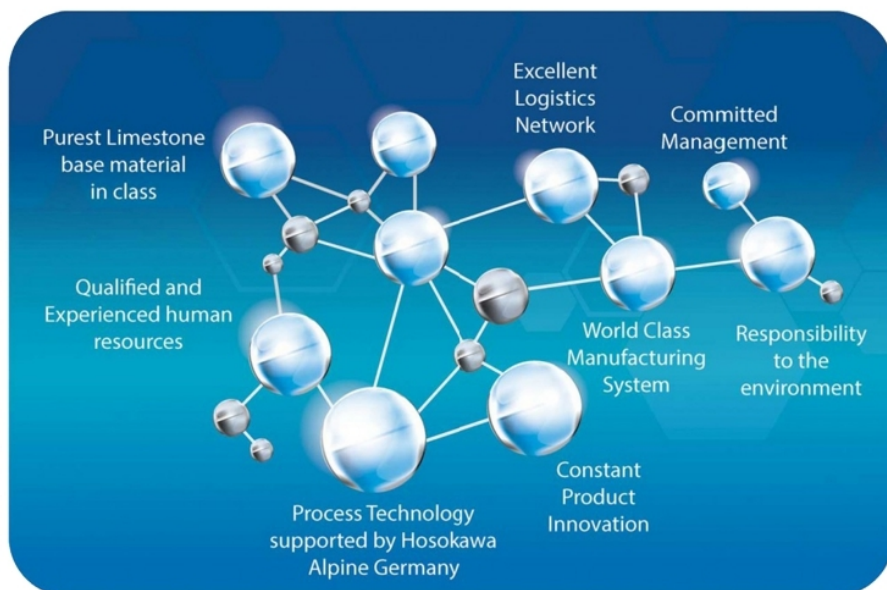 Excellent
Logistics
Network
Committed
Management
Purest Limestone
base material
in class
Qualified and
Experienced human
resources
World Class
Manufacturing
System
Responsibility
to the
environment
Constant
Product
Innovation
Process Technology
supported by Hosokawa
Alpine Germany